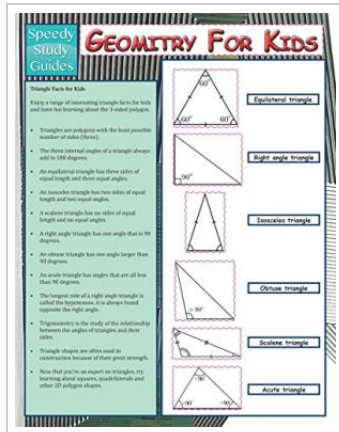 Speedy
Study
Guides
GEOMITRY FOR KIDS
Triangle Facts for Kids
Enjoy a range of interesting triangle facts for kids
and have fun learning about the 3-sided polygon.
• Triangles are polygons with the least possible
number of sides (three).
• The three internal angles of a triangle always
add to 180 degrees.
• An equilateral triangle has three sides of
equal length and three equal angles.
• An isosceles triangle has two sides of equal
length and two equal angles.
• A scalene triangle has no sides of equal
length and no equal angles.
• A right angle triangle has one angle that is 90
degrees.
• An obtuse triangle has one angle larger than
90 degrees.
• An acute triangle has angles that are all less
than 90 degrees.
• The longest side of a right angle triangle is
called the hypotenuse, it is always found
opposite the right angle.
• Trigonometry is the study of the relationship
between the angles of triangles and their
sides.
• Triangle shapes are often used in
construction because of their great strength.
• Now that you're an expert on triangles, try
learning about squares, quadrilaterals and
other 2D polygon shapes.
60°
60°
60°
Equilateral triangle
90°
Right angle triangle
Isosceles triangle
> 90°
Obtuse triangle
Scalene triangle
<90°
<90°
<90°
Acute triangle